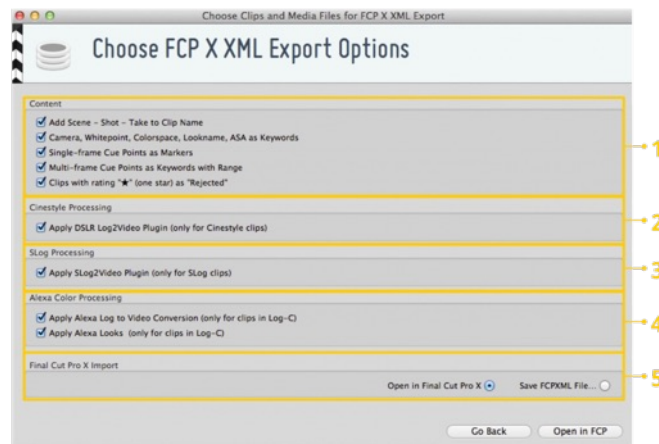 Choose Clips and Media Files for FCP X XML Export
Choose FCP X XML Export Options
Content
Add Scene - Shot - Take to Clip Name
Camera, Whitepoint, Colorspace, Lookname, ASA as Keywords
Single-frame Cue Points as Markers
Multi-frame Cue Points as Keywords with Range
Clips with rating "★" (one star) as "Rejected"
1
Cinestyle Processing
Apply DSLR Log2Video Plugin (only for Cinestyle clips)
2
SLog Processing
Apply SLog2Video Plugin (only for SLog clips)
3
Alexa Color Processing
Apply Alexa Log to Video Conversion (only for clips in Log-C)
Apply Alexa Looks (only for clips in Log-C)
4
Final Cut Pro X Import
Open in Final Cut Pro X Save FCPXML File...
5
Go Back Open in FCP